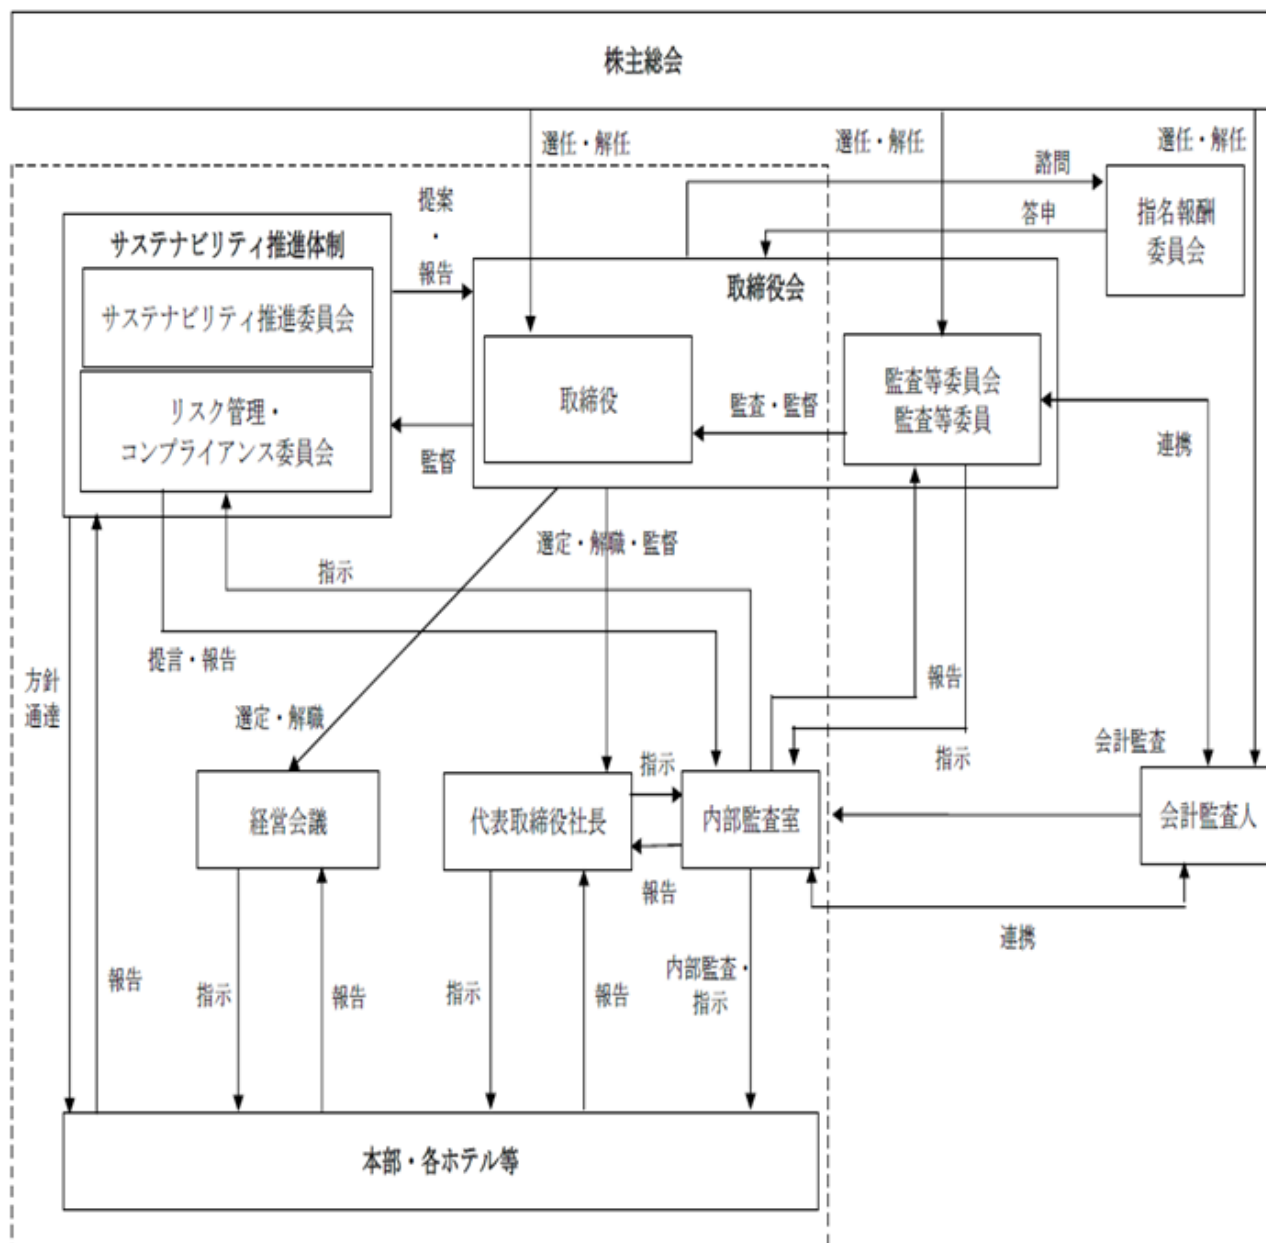 株主総会
選任・解任
選任・解任
選任・解任
諮問
答申
指名報酬
委員会
提案
・
報告
サステナビリティ推進体制
サステナビリティ推進委員会
リスク管理・
コンプライアンス委員会
取締役会
取締役
監査・監督
監査等委員会
監査等委員
監督
連携
選定・解職・監督
指示
提言・報告
方針
通達
選定・解職
報告
指示
会計監査
経営会議
代表取締役社長
指示
報告
内部監査室
会計監査人
連携
報告
指示
報告
指示
報告
内部監査・
指示
本部・各ホテル等